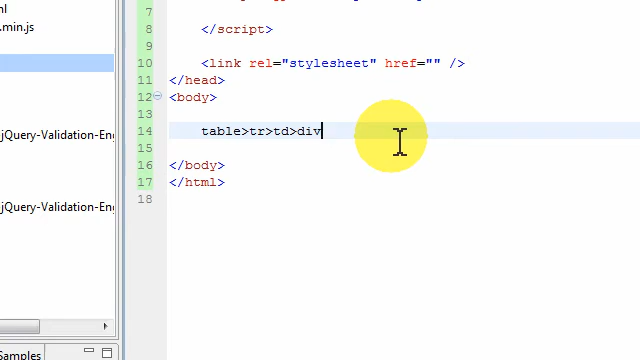 ml
.min.js
jQuery-Validation-En
jQuery-Validation-En
Samples
7
8 </script>
9
10 <link rel="stylesheet" href="" />
11 </head>
12 <body>
13
14 table>tr>td>div
15
16 </body>
17 </html>
18